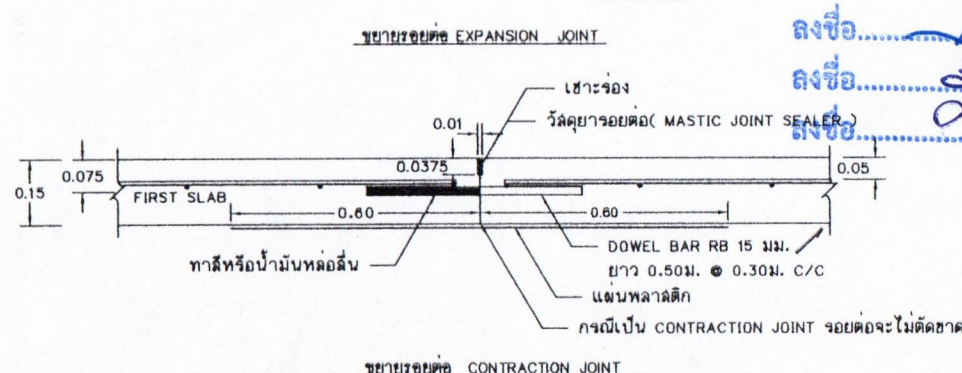 ขยายรอยต่อ EXPANSION JOINT
ลงชื่อ
ลงชื่อ
ลงชื่อ
เซาะร่อง
วัสดุยารอยต่อ( MASTIC JOINT SEALER )
0.01
0.0375
0.05
0.15
0.075
FIRST SLAB
0.60
0.60
DOWEL BAR RB 15 มม.
ยาว 0.50ม. @ 0.30ม. C/C
ทาสีหรือน้ำมันหล่อลื่น
แผ่นพลาสติก
กรณีเป็น CONTRACTION JOINT รอยต่อจะไม่ตัดขาด
ขยายรอยต่อ CONTRACTION JOINT